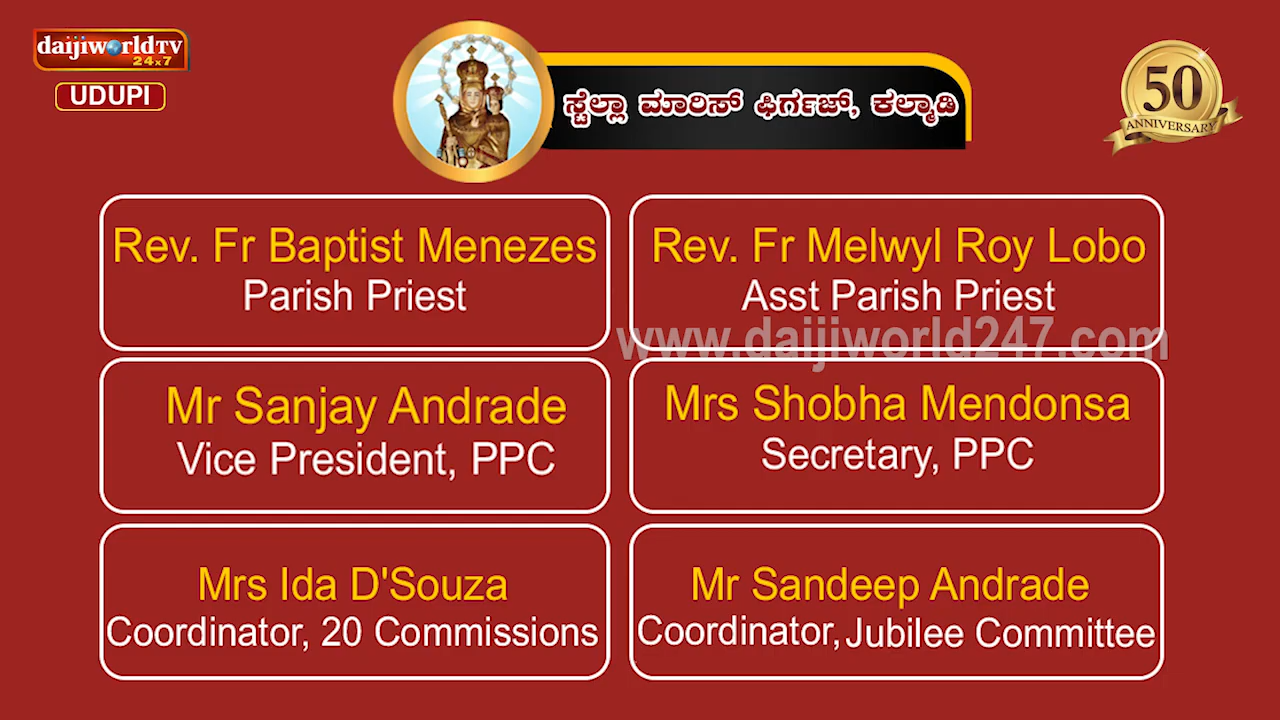 daijiworldTV
24x7
UDUPI
ಸ್ಟೆಲ್ಲಾ ಮಾರಿಸ್ ಫಿರ್ಗಜ್, ಕಲ್ಮಾಡಿ
50
ANNIVERSARY
Rev. Fr Baptist Menezes
Parish Priest
Rev. Fr Melwyl Roy Lobo
Asst Parish Priest
www.daijiworld247.com
Mr Sanjay Andrade
Vice President, PPC
Mrs Shobha Mendonsa
Secretary, PPC
Mrs Ida D'Souza
Coordinator, 20 Commissions
Mr Sandeep Andrade
Coordinator, Jubilee Committee